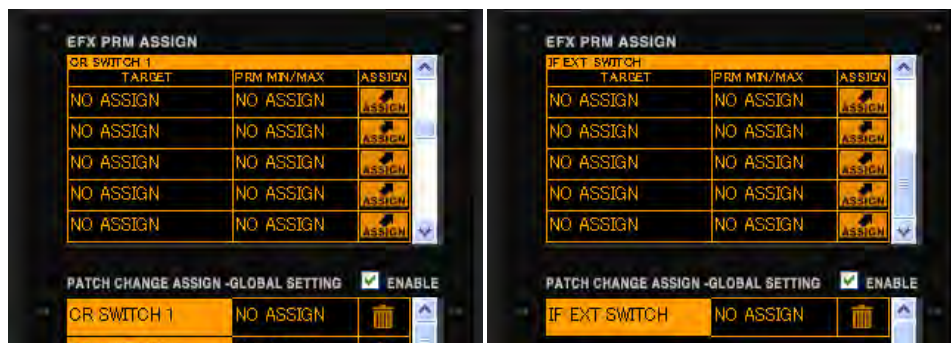 EFX PRM ASSIGN
CR SWITCH 1
TARGET PRM MIN/MAX ASSIGN
NO ASSIGN NO ASSIGN ASSIGN
NO ASSIGN NO ASSIGN ASSIGN
NO ASSIGN NO ASSIGN ASSIGN
NO ASSIGN NO ASSIGN ASSIGN
NO ASSIGN NO ASSIGN ASSIGN
PATCH CHANGE ASSIGN -GLOBAL SETTING ENABLE
CR SWITCH 1 NO ASSIGN
EFX PRM ASSIGN
IF EXT SWITCH
TARGET PRM MIN/MAX ASSIGN
NO ASSIGN NO ASSIGN ASSIGN
NO ASSIGN NO ASSIGN ASSIGN
NO ASSIGN NO ASSIGN ASSIGN
NO ASSIGN NO ASSIGN ASSIGN
NO ASSIGN NO ASSIGN ASSIGN
PATCH CHANGE ASSIGN -GLOBAL SETTING ENABLE
IF EXT SWITCH NO ASSIGN